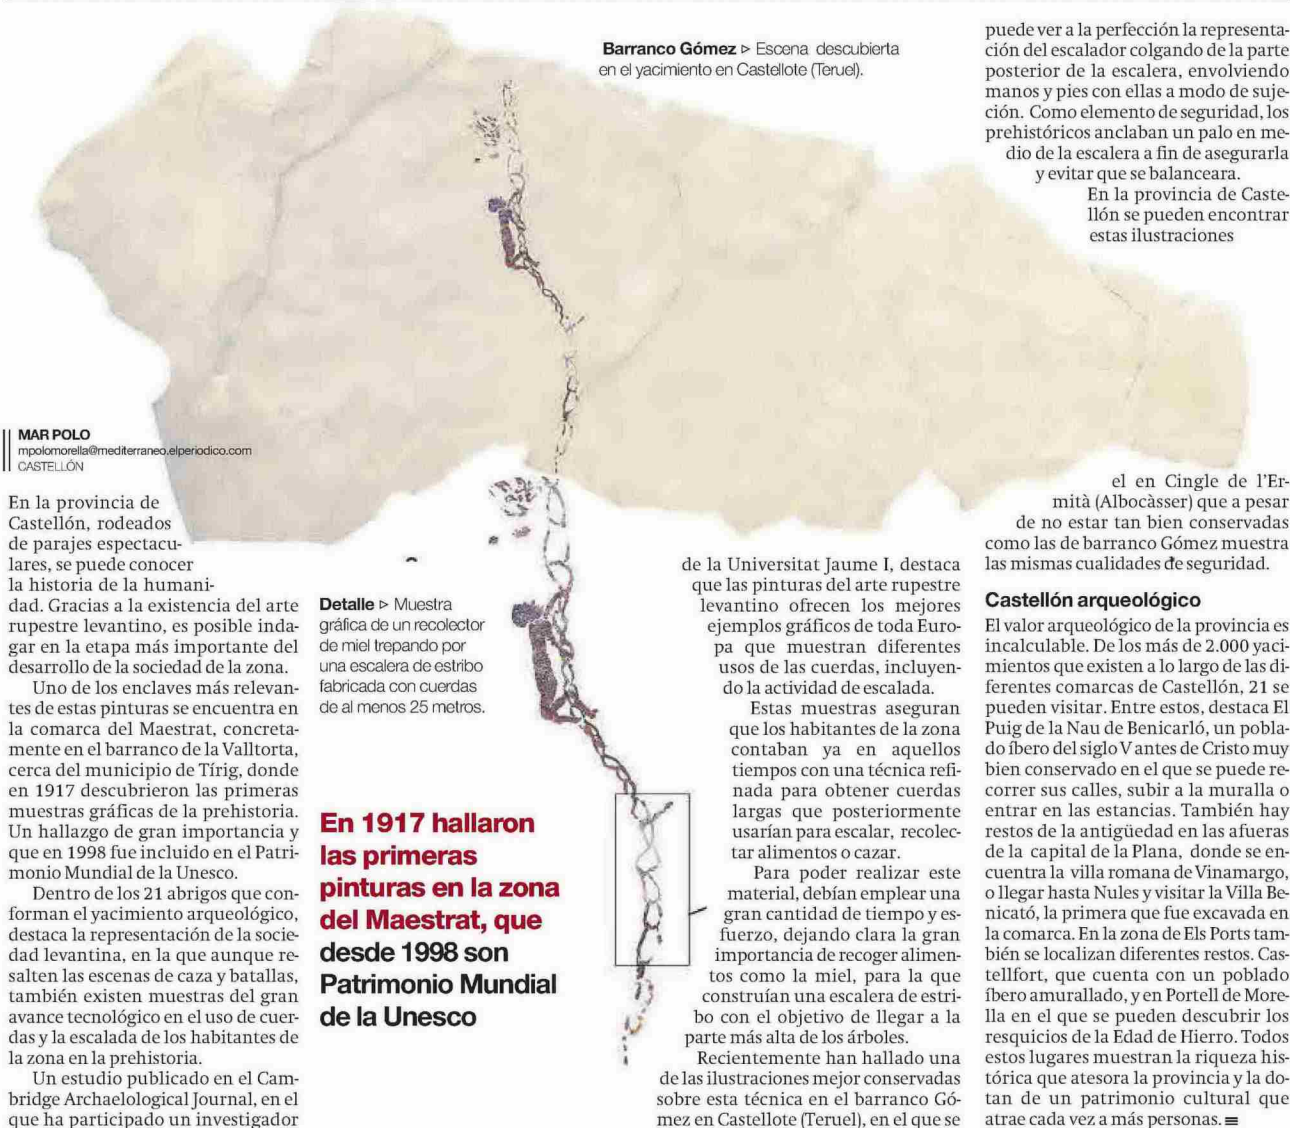 Barranco Gómez ▹ Escena descubierta
en el yacimiento en Castellote (Teruel).
MAR POLO
mpolomorella@mediterraneo.elperiodico.com
CASTELLÓN
En la provincia de
Castellón, rodeados
de parajes espectacu-
lares, se puede conocer
la historia de la humani-
dad. Gracias a la existencia del arte
rupestre levantino, es posible inda-
gar en la etapa más importante del
desarrollo de la sociedad de la zona.
Uno de los enclaves más relevan-
tes de estas pinturas se encuentra en
la comarca del Maestrat, concreta-
mente en el barranco de la Valltorta,
cerca del municipio de Tírig, donde
en 1917 descubrieron las primeras
muestras gráficas de la prehistoria.
Un hallazgo de gran importancia y
que en 1998 fue incluido en el Patri-
monio Mundial de la Unesco.
Dentro de los 21 abrigos que con-
forman el yacimiento arqueológico,
destaca la representación de la socie-
dad levantina, en la que aunque re-
salten las escenas de caza y batallas,
también existen muestras del gran
avance tecnológico en el uso de cuer-
das y la escalada de los habitantes de
la zona en la prehistoria.
Un estudio publicado en el Cam-
bridge Archaelological Journal, en el
que ha participado un investigador
Detalle ▹ Muestra
gráfica de un recolector
de miel trepando por
una escalera de estribo
fabricada con cuerdas
de al menos 25 metros.
En 1917 hallaron
las primeras
pinturas en la zona
del Maestrat, que
desde 1998 son
Patrimonio Mundial
de la Unesco
de la Universitat Jaume I, destaca
que las pinturas del arte rupestre
levantino ofrecen los mejores
ejemplos gráficos de toda Euro-
pa que muestran diferentes
usos de las cuerdas, incluyen-
do la actividad de escalada.
Estas muestras aseguran
que los habitantes de la zona
contaban ya en aquellos
tiempos con una técnica refi-
nada para obtener cuerdas
largas que posteriormente
usarían para escalar, recolec-
tar alimentos o cazar.
Para poder realizar este
material, debían emplear una
gran cantidad de tiempo y es-
fuerzo, dejando clara la gran
importancia de recoger alimen-
tos como la miel, para la que
construían una escalera de estri-
bo con el objetivo de llegar a la
parte más alta de los árboles.
Recientemente han hallado una
de las ilustraciones mejor conservadas
sobre esta técnica en el barranco Gó-
mez en Castellote (Teruel), en el que se
puede ver a la perfección la representa-
ción del escalador colgando de la parte
posterior de la escalera, envolviendo
manos y pies con ellas a modo de suje-
ción. Como elemento de seguridad, los
prehistóricos anclaban un palo en me-
dio de la escalera a fin de asegurarla
y evitar que se balanceara.
En la provincia de Caste-
llón se pueden encontrar
estas ilustraciones
el en Cingle de l'Er-
mità (Albocàsser) que a pesar
de no estar tan bien conservadas
como las de barranco Gómez muestra
las mismas cualidades de seguridad.
Castellón arqueológico
El valor arqueológico de la provincia es
incalculable. De los más de 2.000 yaci-
mientos que existen a lo largo de las di-
ferentes comarcas de Castellón, 21 se
pueden visitar. Entre estos, destaca El
Puig de la Nau de Benicarló, un pobla-
do íbero del siglo V antes de Cristo muy
bien conservado en el que se puede re-
correr sus calles, subir a la muralla o
entrar en las estancias. También hay
restos de la antigüedad en las afueras
de la capital de la Plana, donde se en-
cuentra la villa romana de Vinamargo,
o llegar hasta Nules y visitar la Villa Be-
nicató, la primera que fue excavada en
la comarca. En la zona de Els Ports tam-
bién se localizan diferentes restos. Cas-
tellfort, que cuenta con un poblado
íbero amurallado, y en Portell de More-
lla en el que se pueden descubrir los
resquicios de la Edad de Hierro. Todos
estos lugares muestran la riqueza his-
tórica que atesora la provincia y la do-
tan de un patrimonio cultural que
atrae cada vez a más personas.